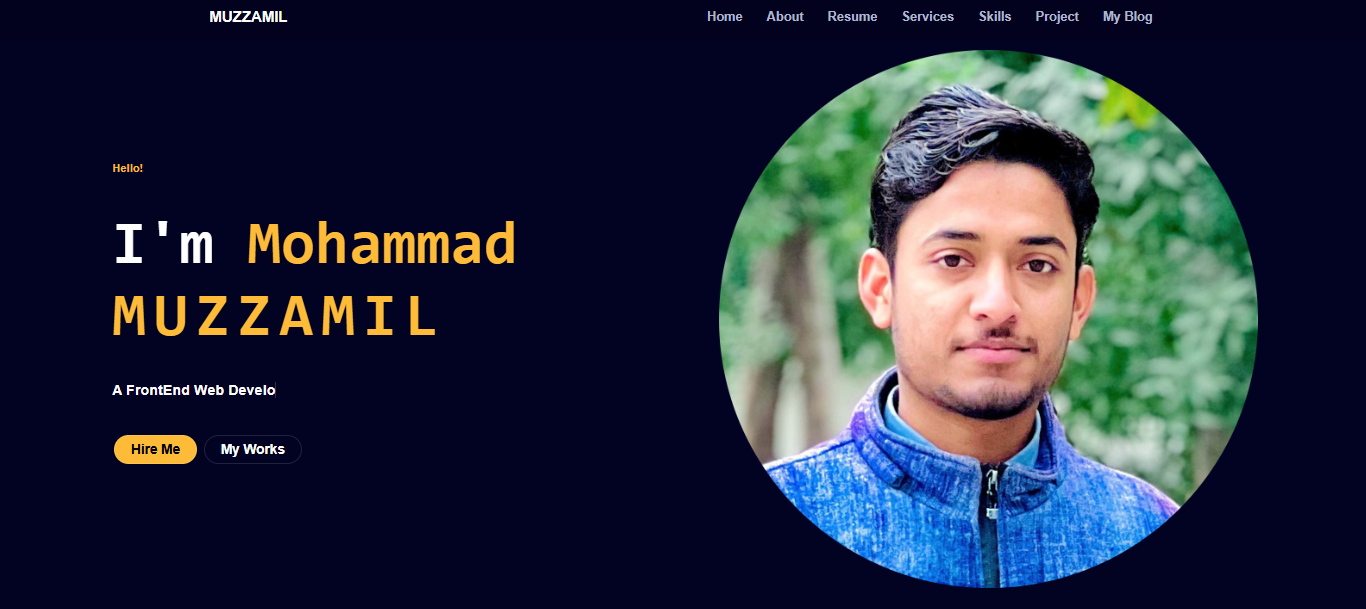 MUZZAMIL
Home About Resume Services Skills Project My Blog
Hello!
I'm Mohammad
MUZZAMIL
A FrontEnd Web Develo
Hire Me My Works